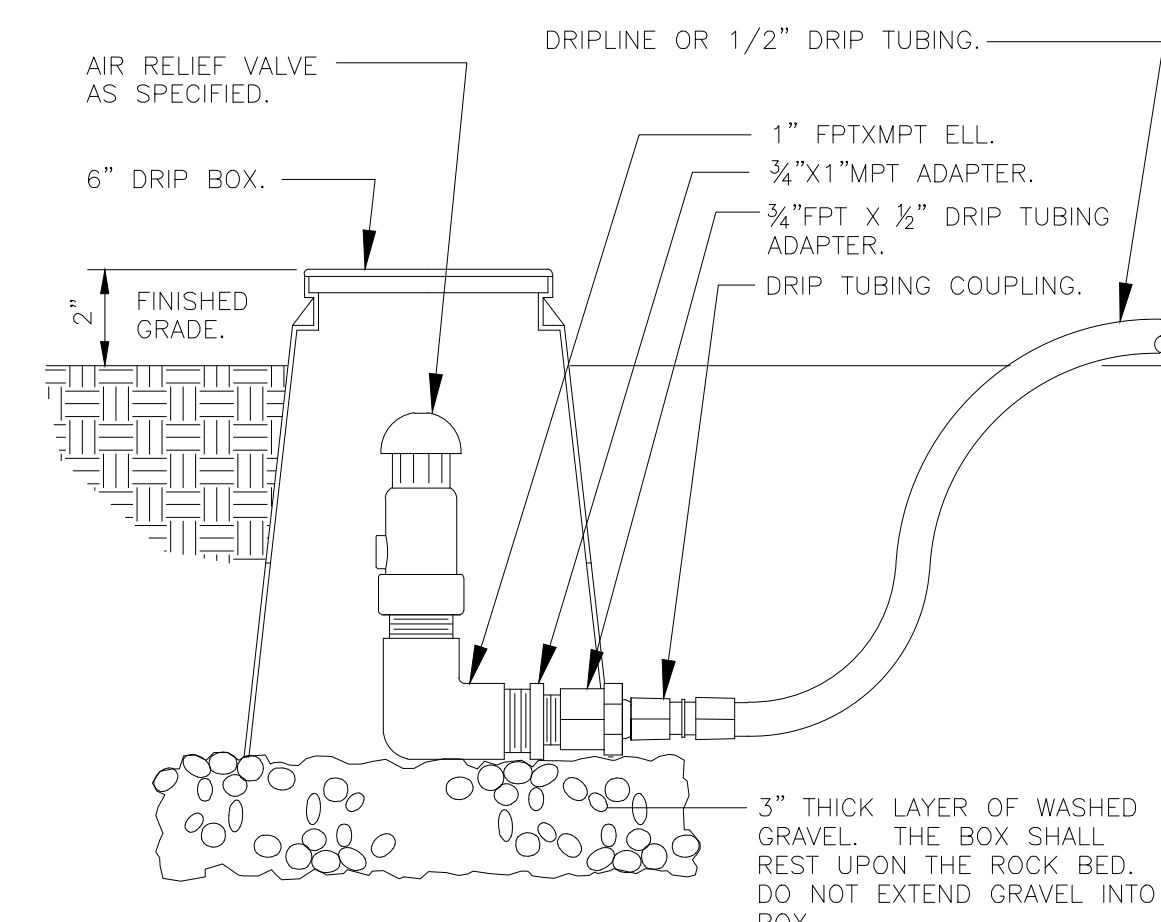 DRIPLINE OR 1/2" DRIP TUBING.
AIR RELIEF VALVE
AS SPECIFIED.
6" DRIP BOX.
1" FPTXMPT ELL.
¾"X1"MPT ADAPTER.
¾"FPT X ½" DRIP TUBING
ADAPTER.
DRIP TUBING COUPLING.
2"
FINISHED
GRADE.
3" THICK LAYER OF WASHED
GRAVEL. THE BOX SHALL
REST UPON THE ROCK BED.
DO NOT EXTEND GRAVEL INTO
BOX